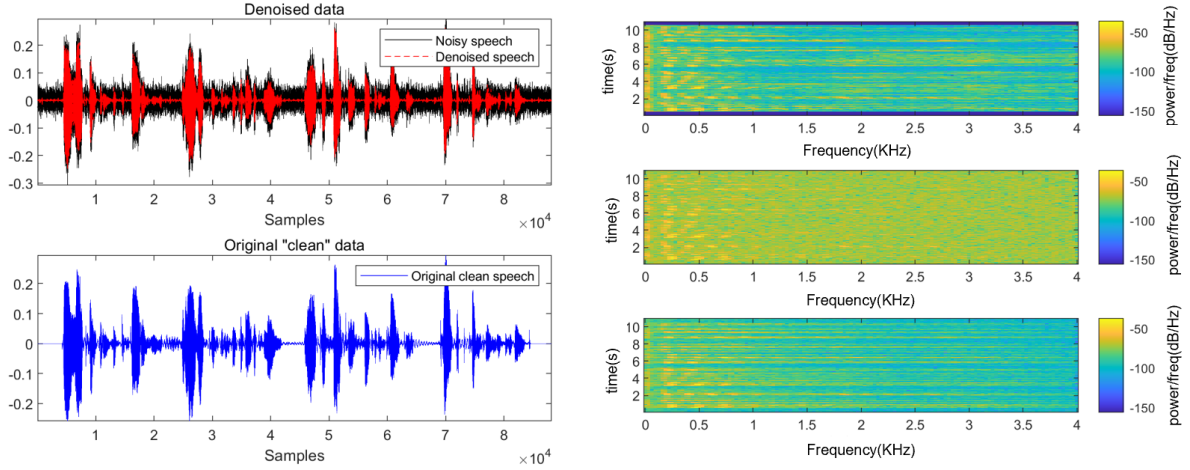 Denoised data
Noisy speech
Denoised speech
0.2
0.1
0
-0.1
-0.2
-0.3
1 2 3 4 5 6 7 8
×10⁴
Samples
Original "clean" data
Original clean speech
0.2
0.1
0
-0.1
-0.2
1 2 3 4 5 6 7 8
×10⁴
Samples
time(s)
10
8
6
4
2
0 0.5 1 1.5 2 2.5 3 3.5 4
Frequency(KHz)
-50
-100
-150
power/freq(dB/Hz)
time(s)
10
8
6
4
2
0 0.5 1 1.5 2 2.5 3 3.5 4
Frequency(KHz)
-50
-100
-150
power/freq(dB/Hz)
time(s)
10
8
6
4
2
0 0.5 1 1.5 2 2.5 3 3.5 4
Frequency(KHz)
-50
-100
-150
power/freq(dB/Hz)